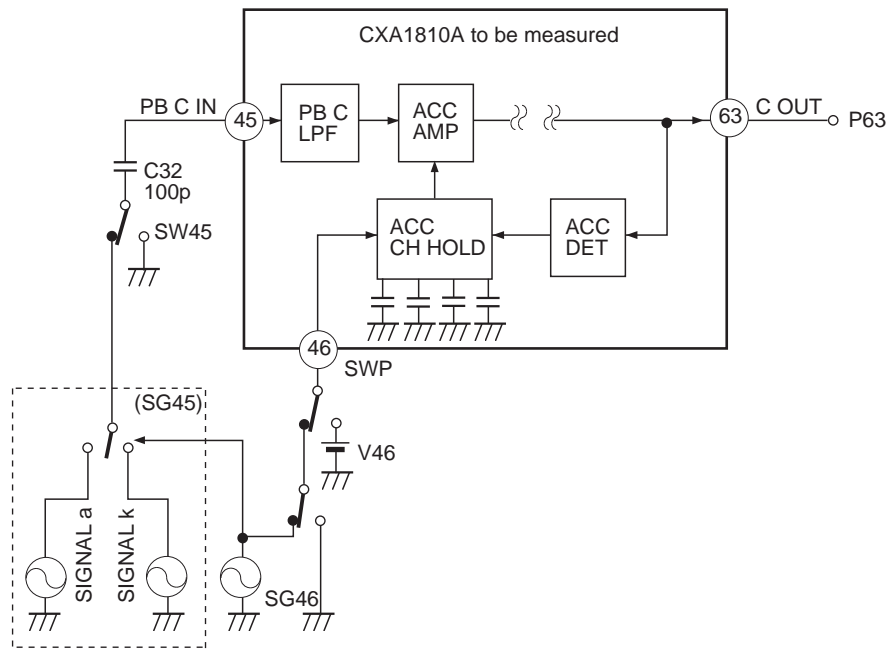 CXA1810A to be measured
PB C IN
45
PB C
LPF
ACC
AMP
63
C OUT
P63
C32
100p
SW45
ACC
CH HOLD
ACC
DET
46
SWP
(SG45)
V46
SIGNAL a
SIGNAL k
SG46